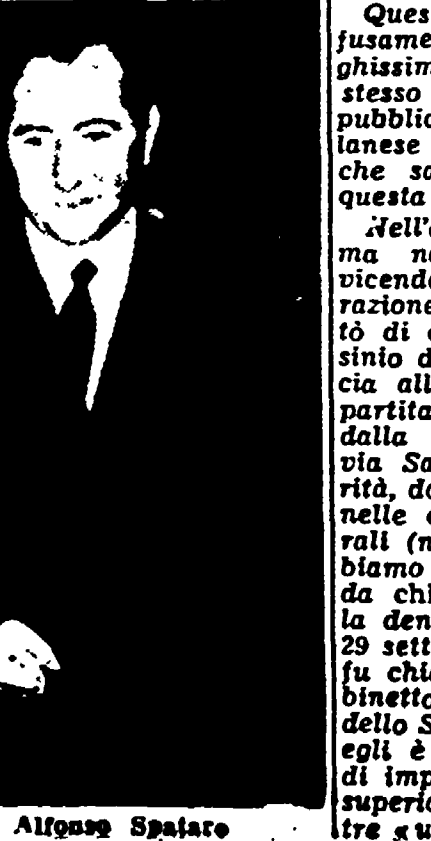 Alfonso Spataro
Ques
fusame
ghissim
stesso
pubblic
lanese
che sa
questa
Nell'
ma n
vicend
razione
tò di
sinio d
cia all
partita
dalla
via Sa
rità, d
nelle
rali (n
biamo
da chi
la den
29 sett
fu chi
binetto
dello S
egli è
di imp
superio
tre « u